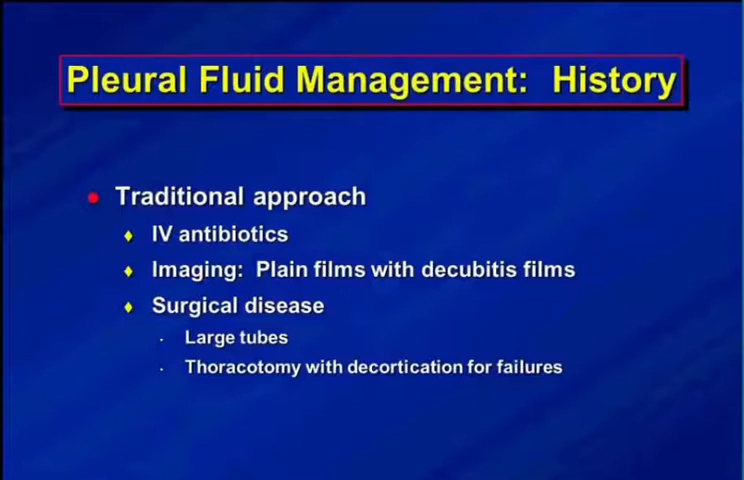 Pleural Fluid Management: History
Traditional approach
IV antibiotics
Imaging: Plain films with decubitis films
Surgical disease
Large tubes
Thoracotomy with decortication for failures